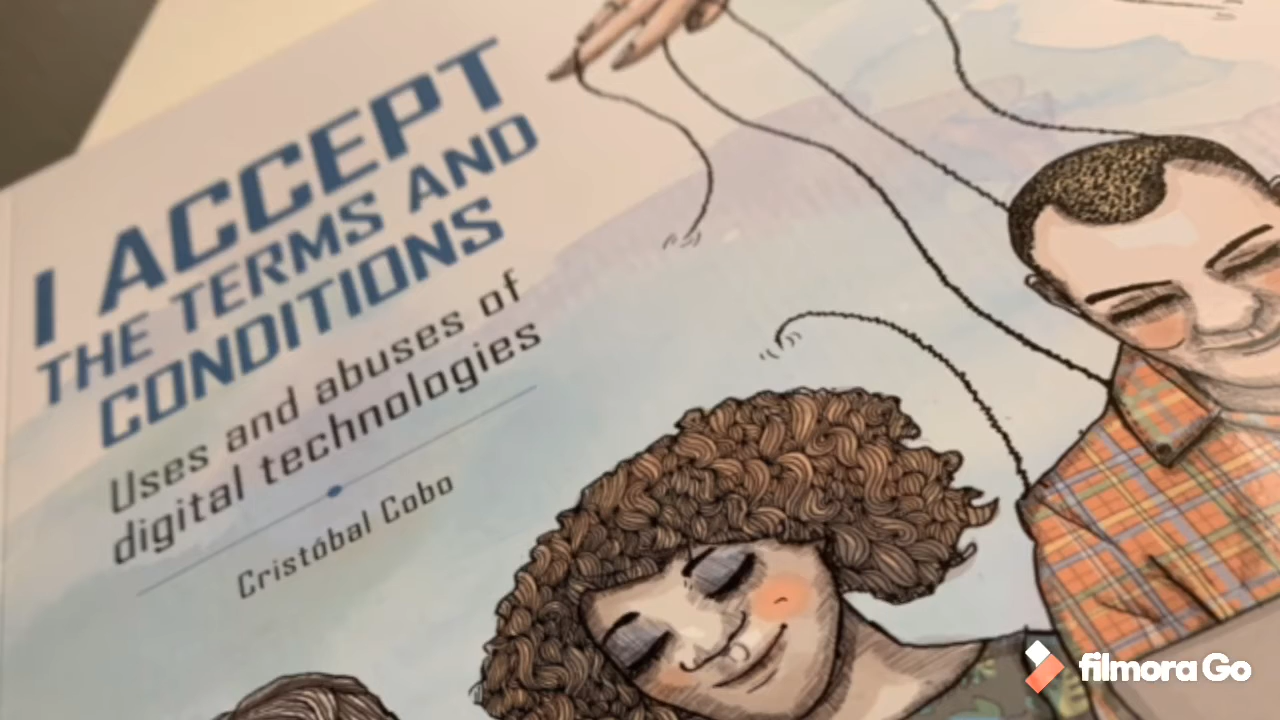 I ACCEPT
THE TERMS AND
CONDITIONS
Uses and abuses of
digital technologies
Cristóbal Cobo
filmora Go